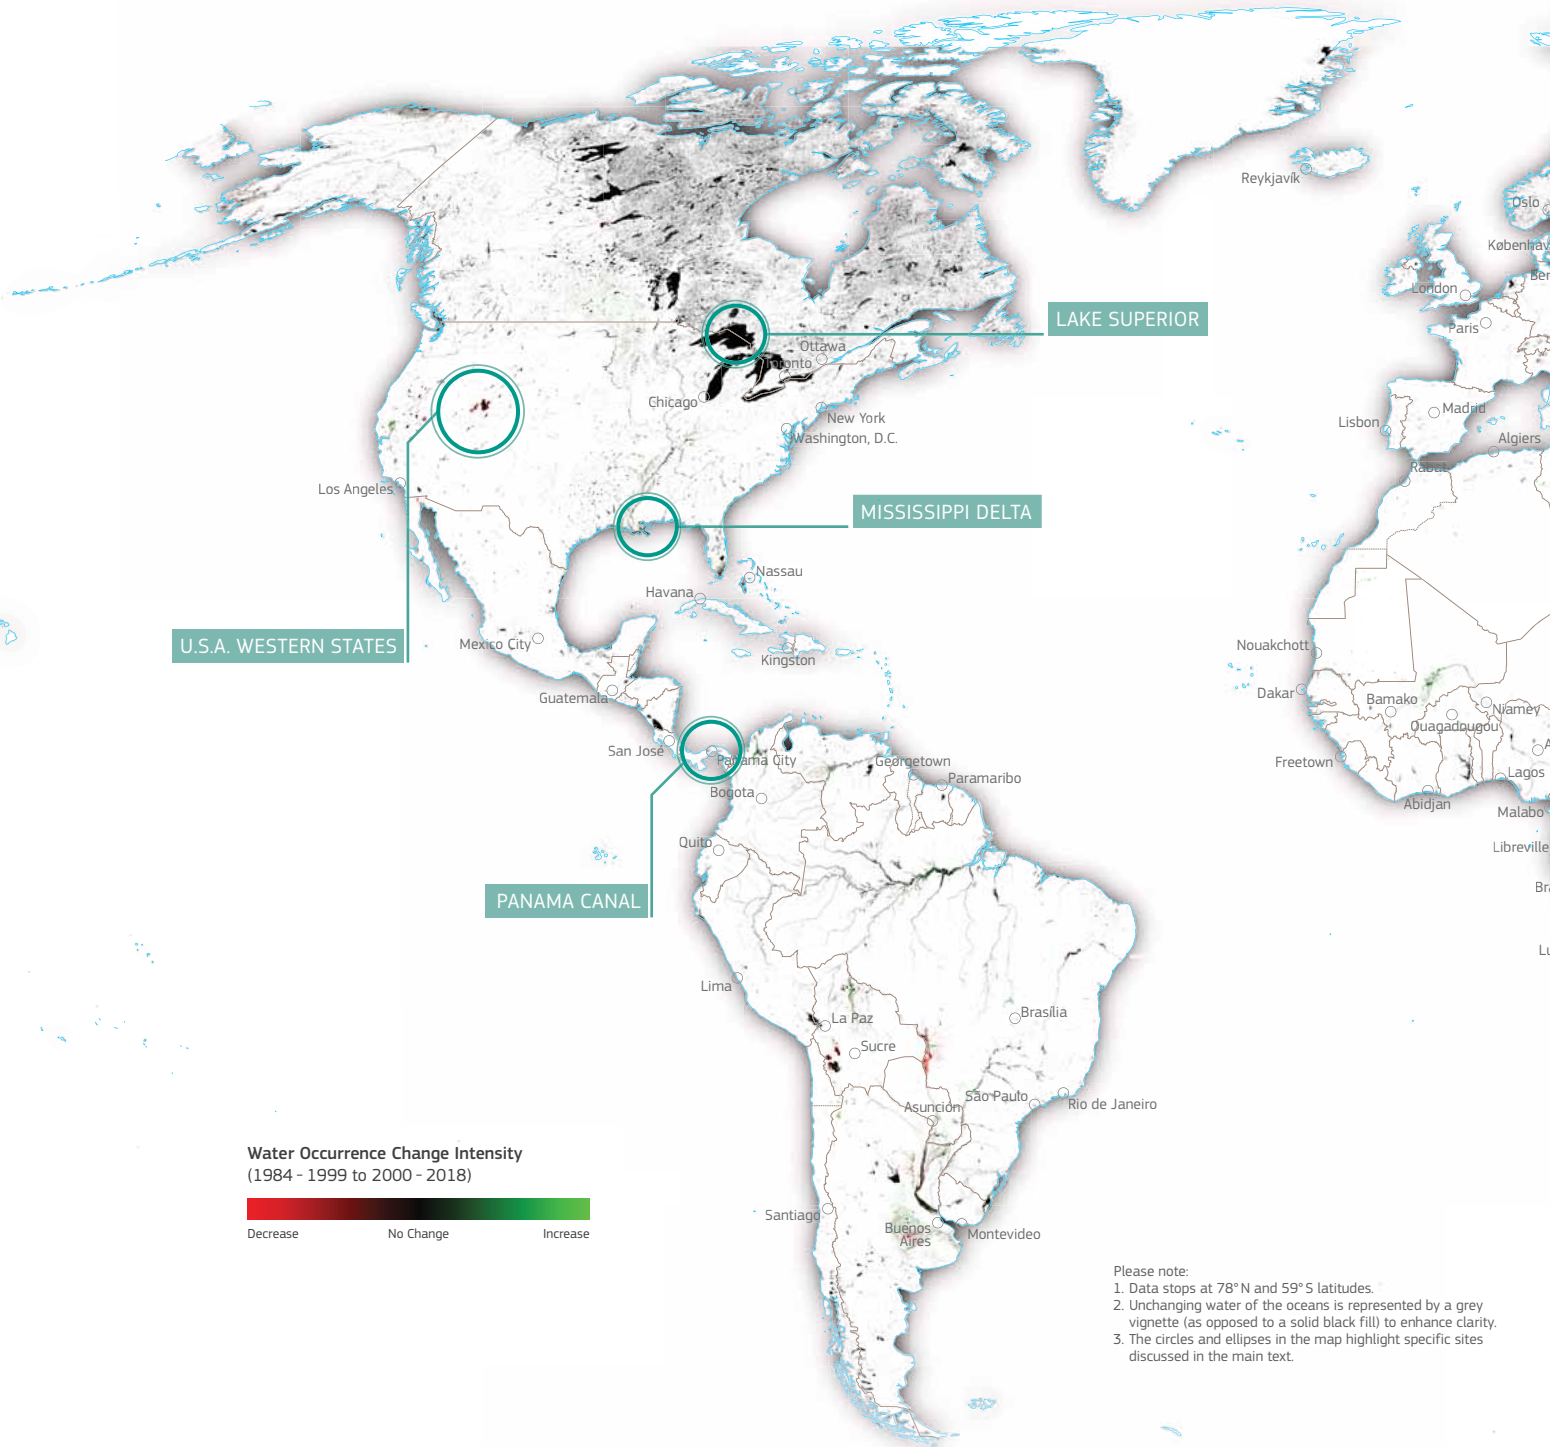 Reykjavík
Oslo
Københav
Ber
London
LAKE SUPERIOR
Paris
Ottawa
Toronto
Chicago
New York
Madrid
Lisbon
Washington, D.C.
Algiers
Rabat
Los Angeles
MISSISSIPPI DELTA
Nassau
Havana
U.S.A. WESTERN STATES
Mexico City
Kingston
Nouakchott
Guatemala
Dakar
Bamako
Niamey
Ouagadougou
San José
Panama City
Georgetown
Freetown
A
Lagos
Paramaribo
Bogota
Abidjan
Malabo
Quito
Libreville
Bra
PANAMA CANAL
Lu
Lima
La Paz
Brasília
Sucre
São Paulo
Asunción
Rio de Janeiro
Water Occurrence Change Intensity
(1984 - 1999 to 2000 - 2018)
Decrease No Change Increase
Santiago
Buenos
Aires
Montevideo
Please note:
1. Data stops at 78° N and 59° S latitudes.
2. Unchanging water of the oceans is represented by a grey
vignette (as opposed to a solid black fill) to enhance clarity.
3. The circles and ellipses in the map highlight specific sites
discussed in the main text.